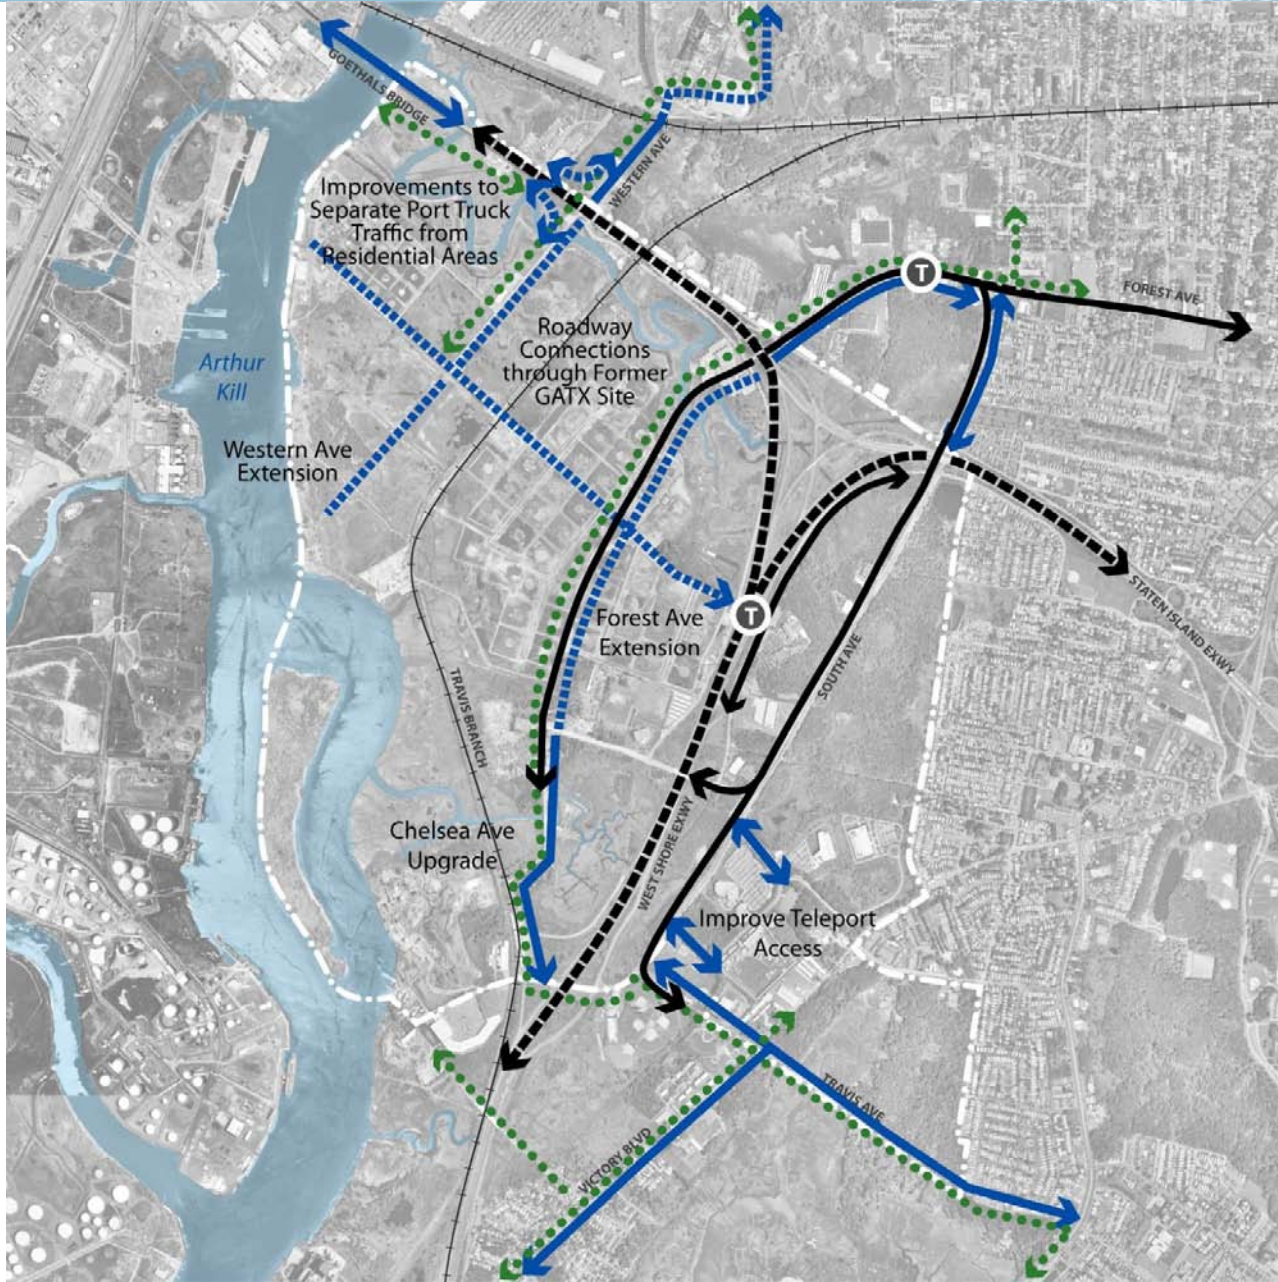 GOETHALS BRIDGE
WESTERN AVE
Improvements to
Separate Port Truck
Traffic from
Residential Areas
T
FOREST AVE
Roadway
Connections
through Former
GATX Site
Arthur
Kill
Western Ave
Extension
T
Forest Ave
Extension
STATEN ISLAND EXWY
SOUTH AVE
TRAVIS BRANCH
Chelsea Ave
Upgrade
WEST SHORE EXWY
Improve Teleport
Access
TRAVIS AVE
VICTORY BLVD